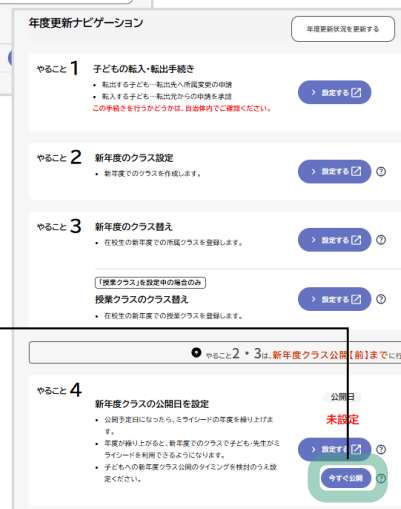 年度更新ナビゲーション
年度更新状況を更新する
やること 1 子どもの転入・転出手続き
• 転出する子ども…転出先へ所属変更の申請
• 転入する子ども…転出元からの申請を承認
この手続きを行うかどうかは、自治体内でご確認ください。
> 設定する
やること 2 新年度のクラス設定
• 新年度でのクラスを作成します。
> 設定する ?
やること 3 新年度のクラス替え
• 在校生の新年度での所属クラスを登録します。
> 設定する ?
「授業クラス」を設定中の場合のみ
授業クラスのクラス替え
• 在校生の新年度での授業クラスを登録します。
> 設定する ?
やること2・3は、新年度クラス公開【前】までに行
やること 4
新年度クラスの公開日を設定
• 公開予定日になったら、ミライシードの年度を繰り上げま
す。
• 年度が繰り上がると、新年度でのクラスで子ども・先生がミ
ライシードを利用できるようになります。
• 子どもへの新年度クラス公開のタイミングを検討のうえ設
定ください。
公開日
未設定
> 設定する ?
今すぐ公開 ?